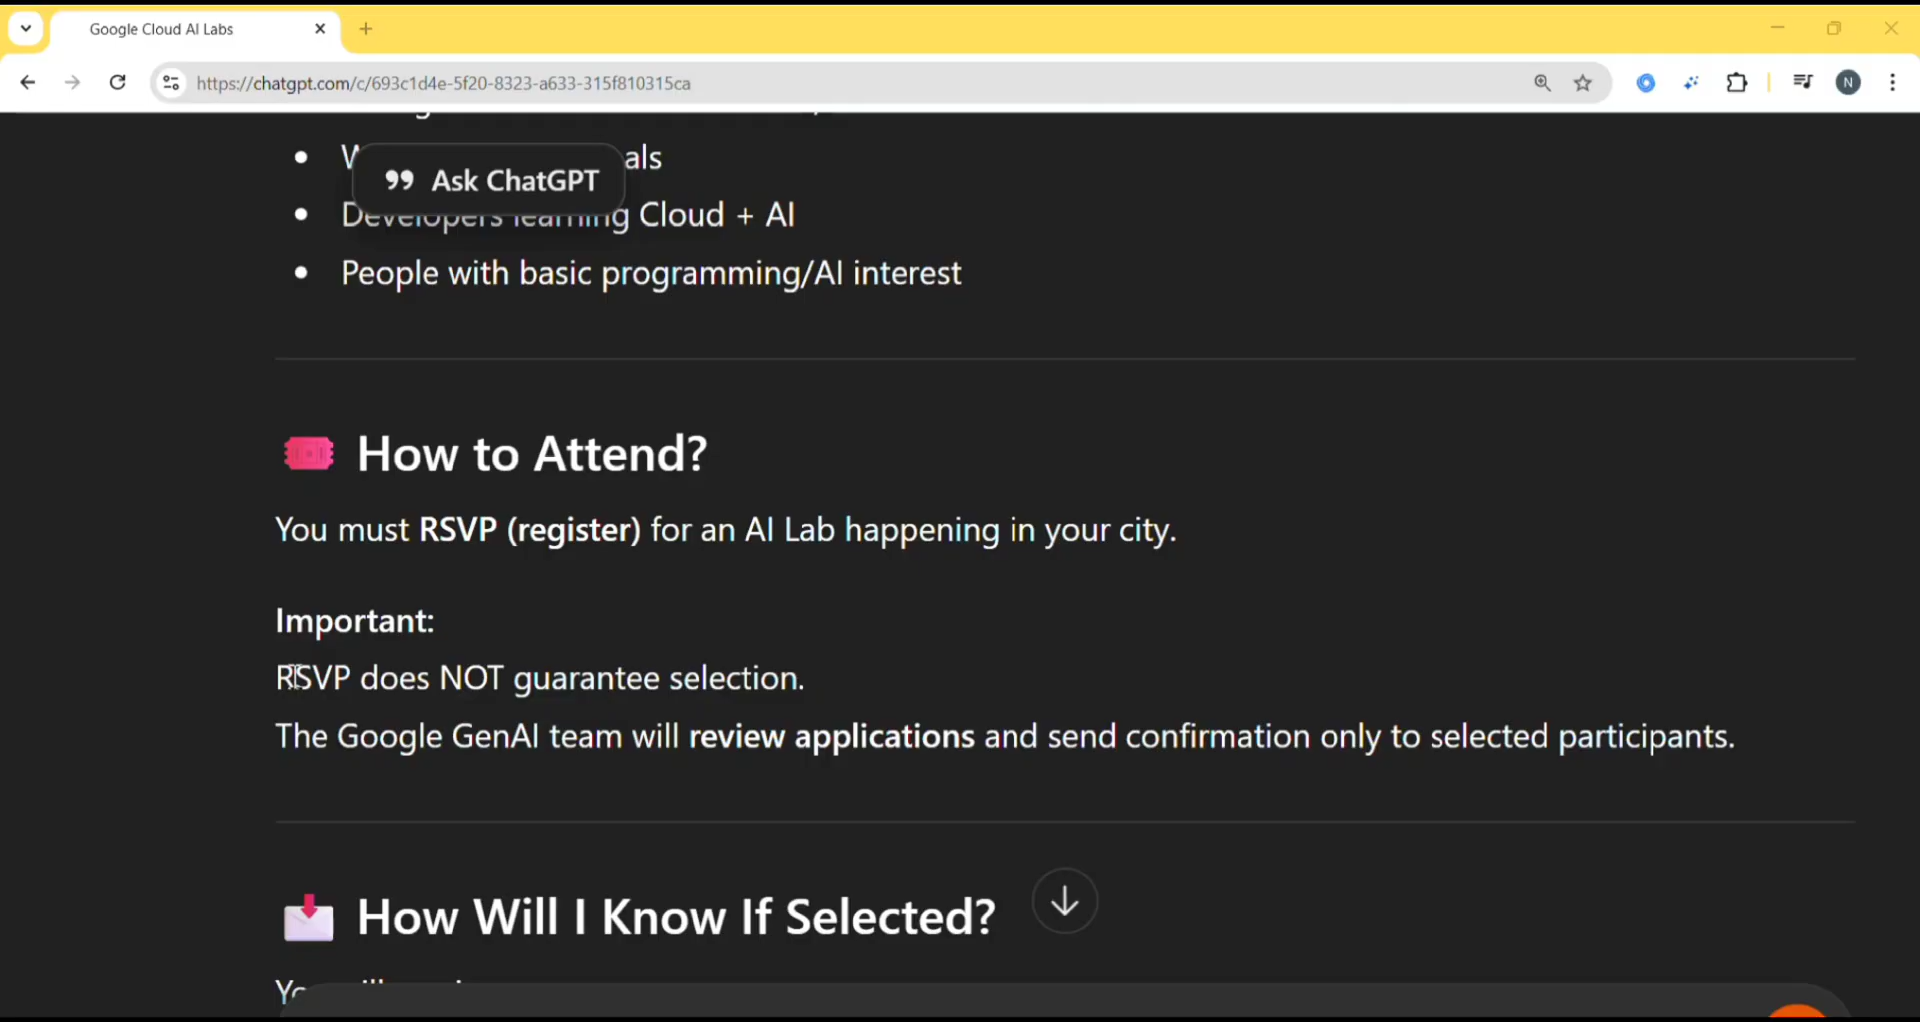 Google Cloud AI Labs
https://chatgpt.com/c/693c1d4e-5f20-8323-a633-315f810315ca
N
als
Ask ChatGPT
Developers learning Cloud + AI
People with basic programming/AI interest
How to Attend?
You must RSVP (register) for an AI Lab happening in your city.
Important:
RSVP does NOT guarantee selection.
The Google GenAI team will review applications and send confirmation only to selected participants.
How Will I Know If Selected?